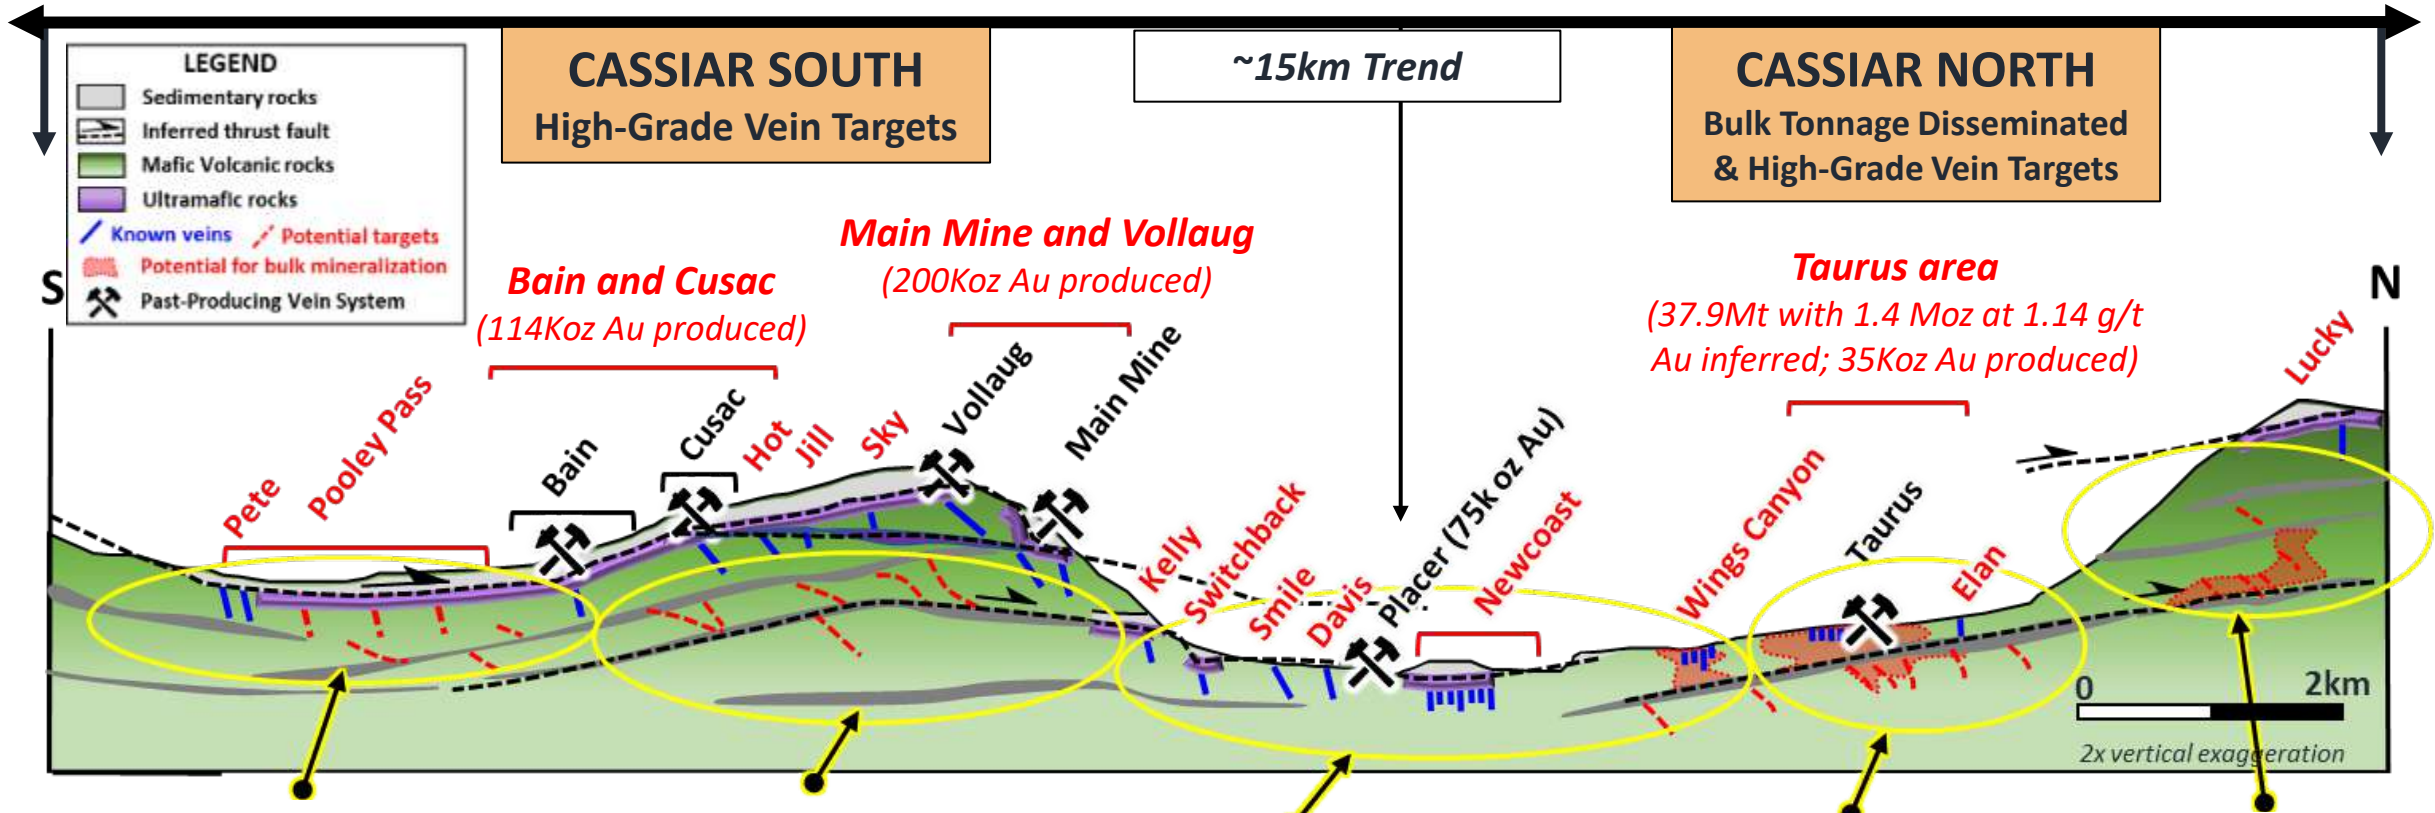 CASSIAR SOUTH
High-Grade Vein Targets
~15km Trend
CASSIAR NORTH
Bulk Tonnage Disseminated
& High-Grade Vein Targets
LEGEND
Sedimentary rocks
Inferred thrust fault
Mafic Volcanic rocks
Ultramafic rocks
Known veins
Potential targets
Potential for bulk mineralization
Past-Producing Vein System
S
N
Bain and Cusac
(114Koz Au produced)
Main Mine and Vollaug
(200Koz Au produced)
Taurus area
(37.9Mt with 1.4 Moz at 1.14 g/t
Au inferred; 35Koz Au produced)
Pete
Pooley Pass
Bain
Cusac
Hot
Jill
Sky
Vollaug
Main Mine
Kelly
Switchback
Smile
Davis
Placer (75k oz Au)
Newcoast
Wings Canyon
Taurus
Elan
Lucky
0
2km
2x vertical exaggeration